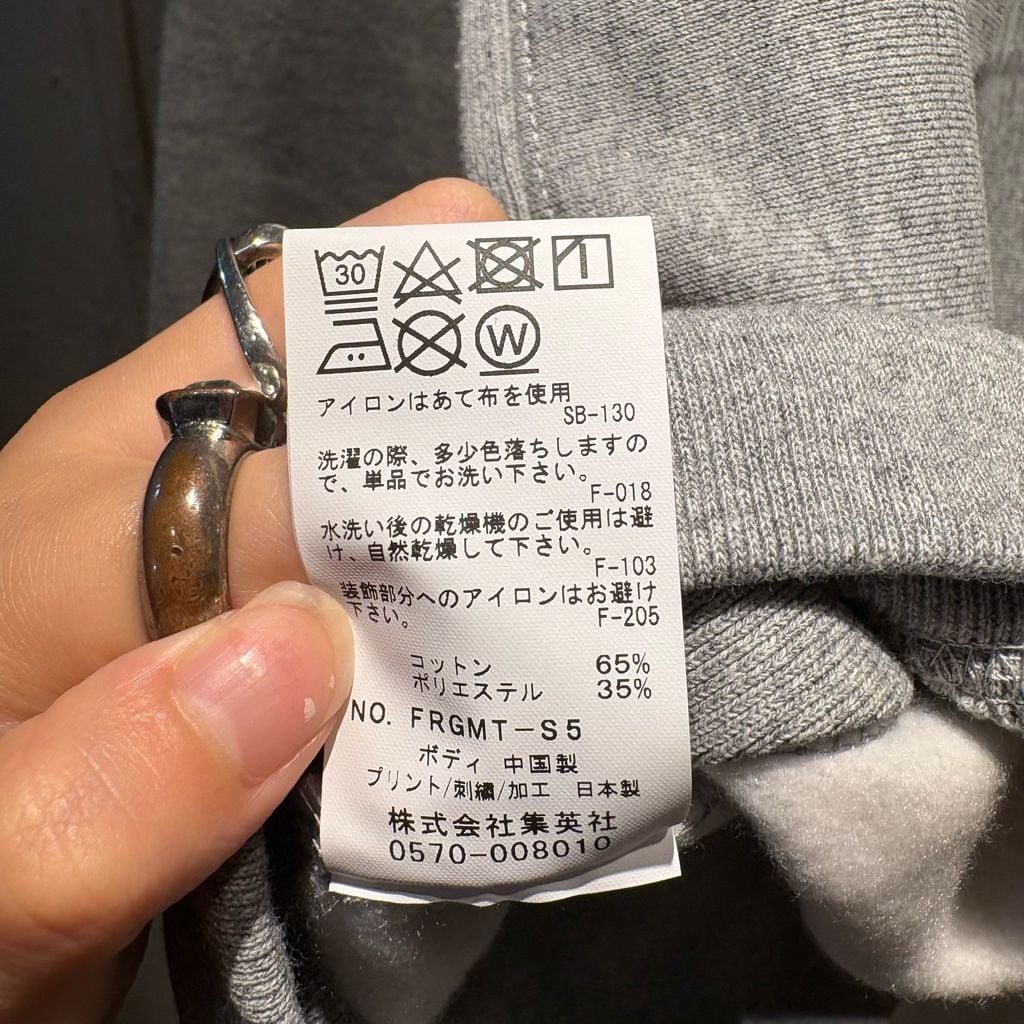 30
1
W
アイロンはあて布を使用
SB-130
洗濯の際、多少色落ちしますの
で、単品でお洗い下さい。
F-018
水洗い後の乾燥機のご使用は避
け、自然乾燥して下さい。
F-103
装飾部分へのアイロンはお避け
下さい。
F-205
コットン 65%
ポリエステル 35%
NO. FRGMT-S5
ボディ 中国製
プリント/刺繍/加工 日本製
株式会社集英社
0570-008010